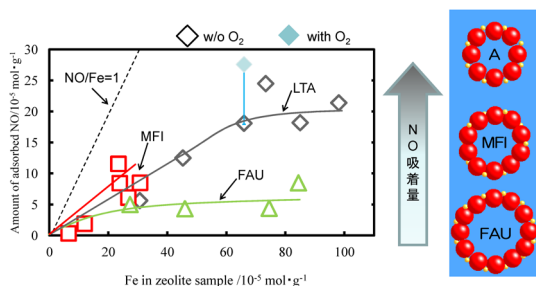 w/o O₂
with O₂
Amount of adsorbed NO/10⁻⁵ mol・g⁻¹
30
25
20
15
10
5
0
NO/Fe=1
LTA
MFI
FAU
0
20
40
60
80
100
Fe in zeolite sample /10⁻⁵ mol・g⁻¹
NO吸着量
A
MFI
FAU